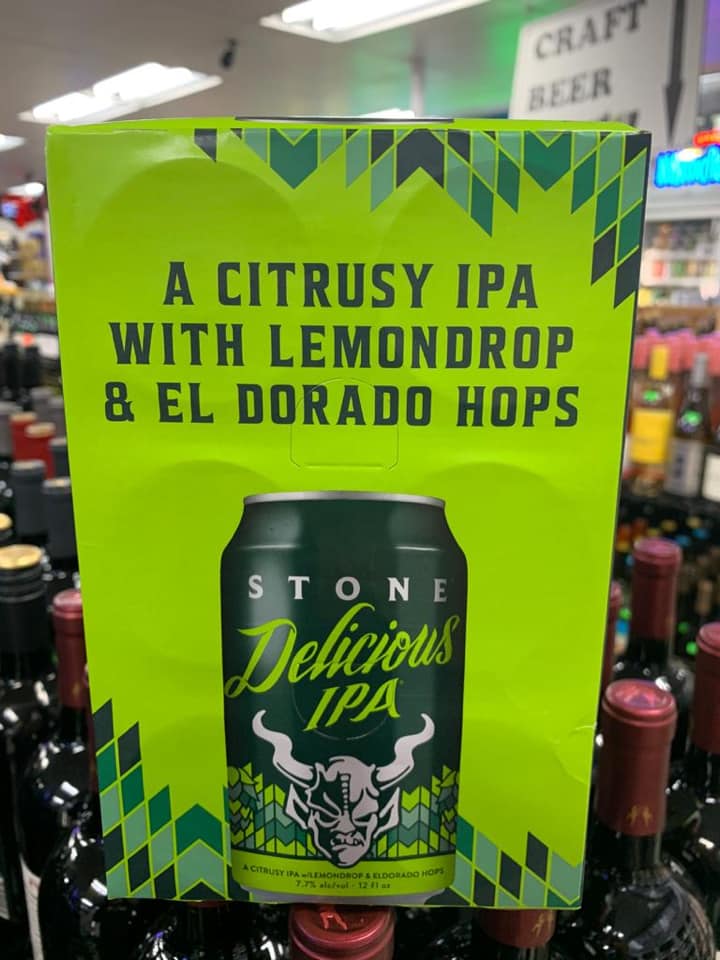 CRAFT
BEER
A CITRUSY IPA
WITH LEMONDROP
& EL DORADO HOPS
STONE
Delicious
IPA
A CITRUSY IPA w/LEMONDROP & ELDORADO HOPS
7.7% alc/vol - 12 fl oz